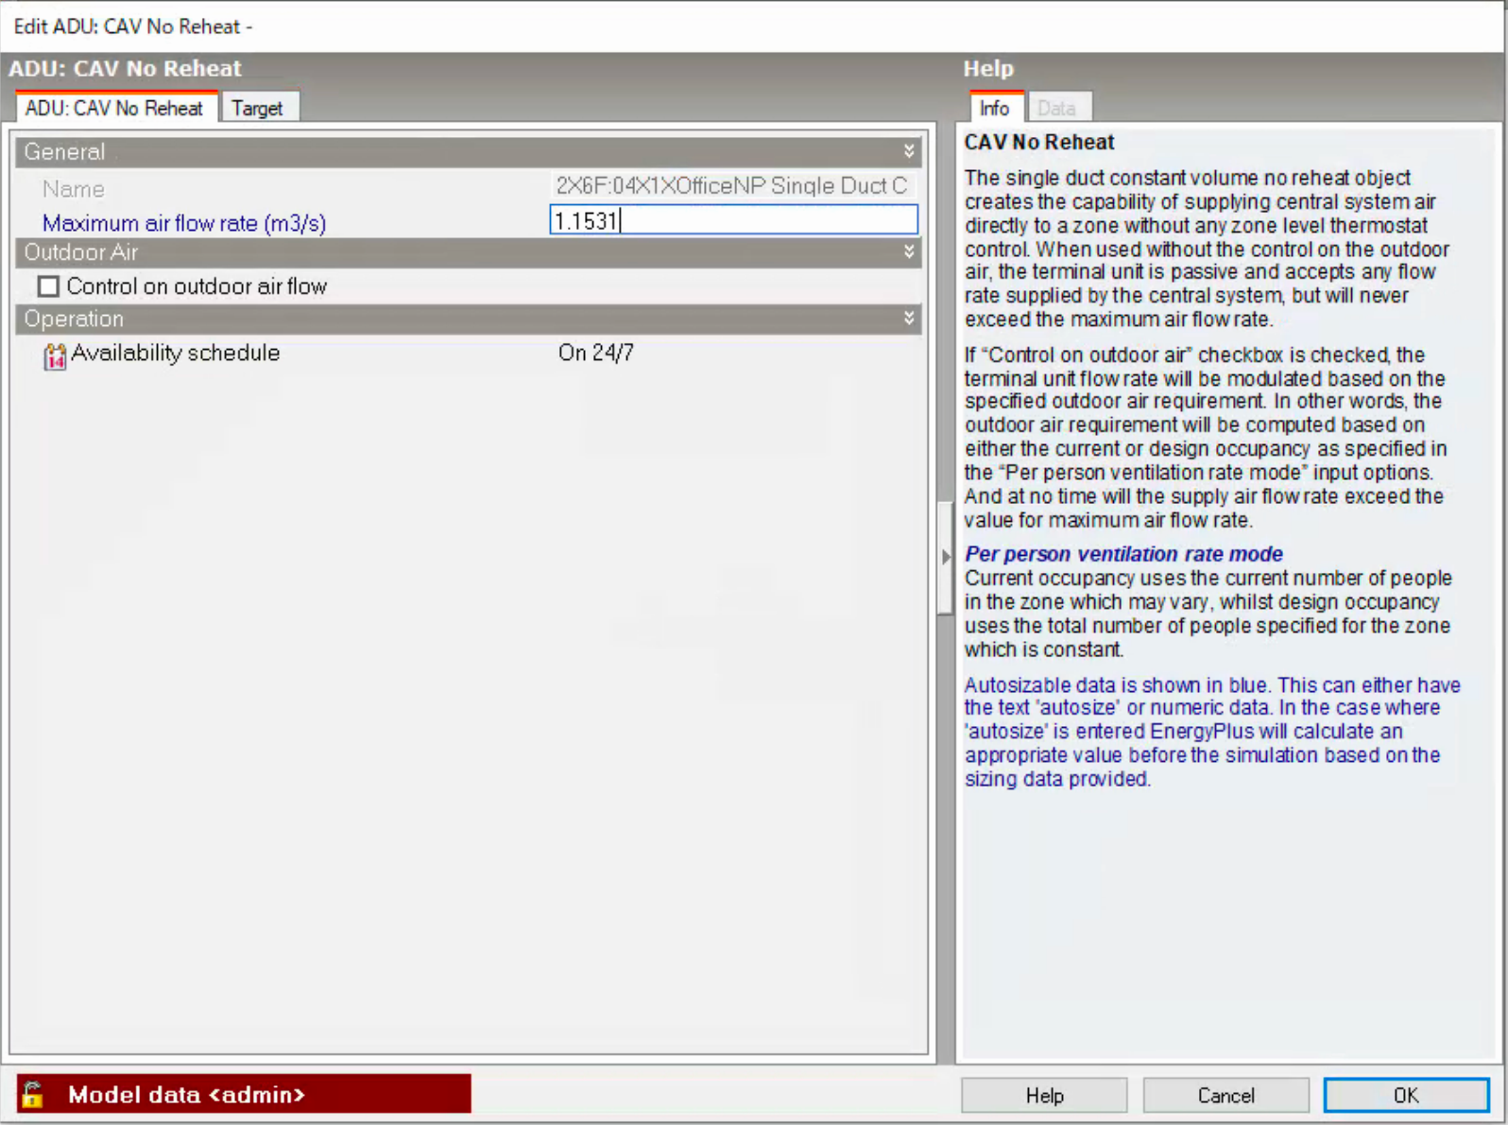 Edit ADU: CAV No Reheat -
ADU: CAV No Reheat
ADU: CAV No Reheat
Target
General
Name
2X6F:04X1XOfficeNP Single Duct C
Maximum air flow rate (m3/s)
1.1531
Outdoor Air
Control on outdoor air flow
Operation
14
Availability schedule
On 24/7
Model data <admin>
Help
Info
Data
CAV No Reheat
The single duct constant volume no reheat object
creates the capability of supplying central system air
directly to a zone without any zone level thermostat
control. When used without the control on the outdoor
air, the terminal unit is passive and accepts any flow
rate supplied by the central system, but will never
exceed the maximum air flow rate.
If “Control on outdoor air” checkbox is checked, the
terminal unit flow rate will be modulated based on the
specified outdoor air requirement. In other words, the
outdoor air requirement will be computed based on
either the current or design occupancy as specified in
the “Per person ventilation rate mode” input options.
And at no time will the supply air flow rate exceed the
value for maximum air flow rate.
Per person ventilation rate mode
Current occupancy uses the current number of people
in the zone which may vary, whilst design occupancy
uses the total number of people specified for the zone
which is constant.
Autosizable data is shown in blue. This can either have
the text 'autosize' or numeric data. In the case where
'autosize' is entered EnergyPlus will calculate an
appropriate value before the simulation based on the
sizing data provided.
Help
Cancel
OK